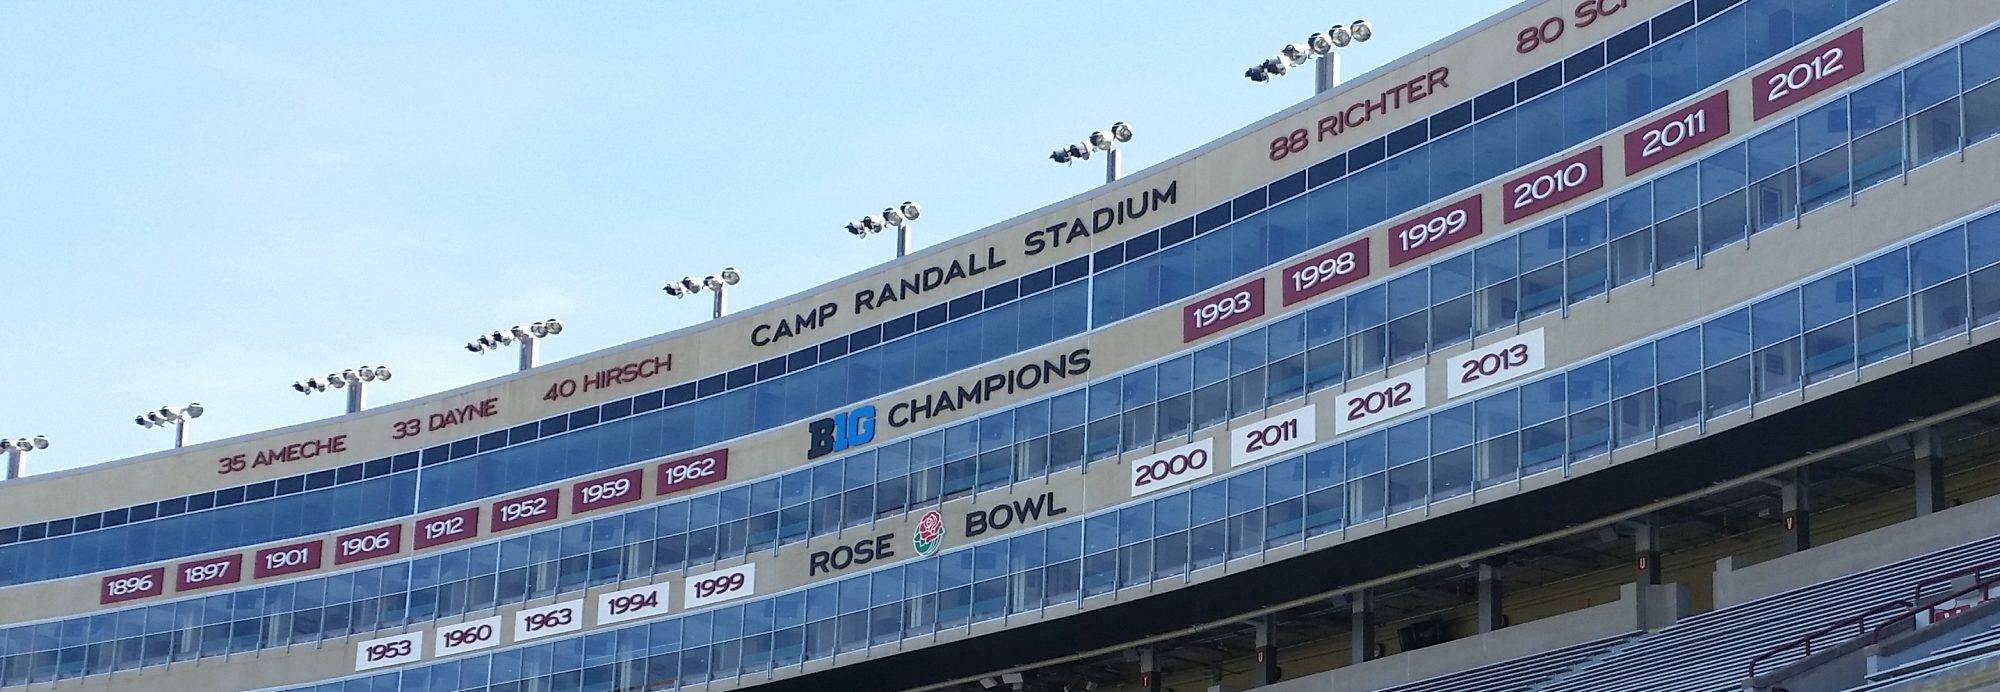 35 AMECHE 33 DAYNE 40 HIRSCH CAMP RANDALL STADIUM 88 RICHTER 80
1896 1897 1901 1906 1912 1952 1959 1962 B1G CHAMPIONS 1993 1998 1999 2010 2011 2012
1953 1960 1963 1994 1999 ROSE BOWL 2000 2011 2012 2013
T U U V